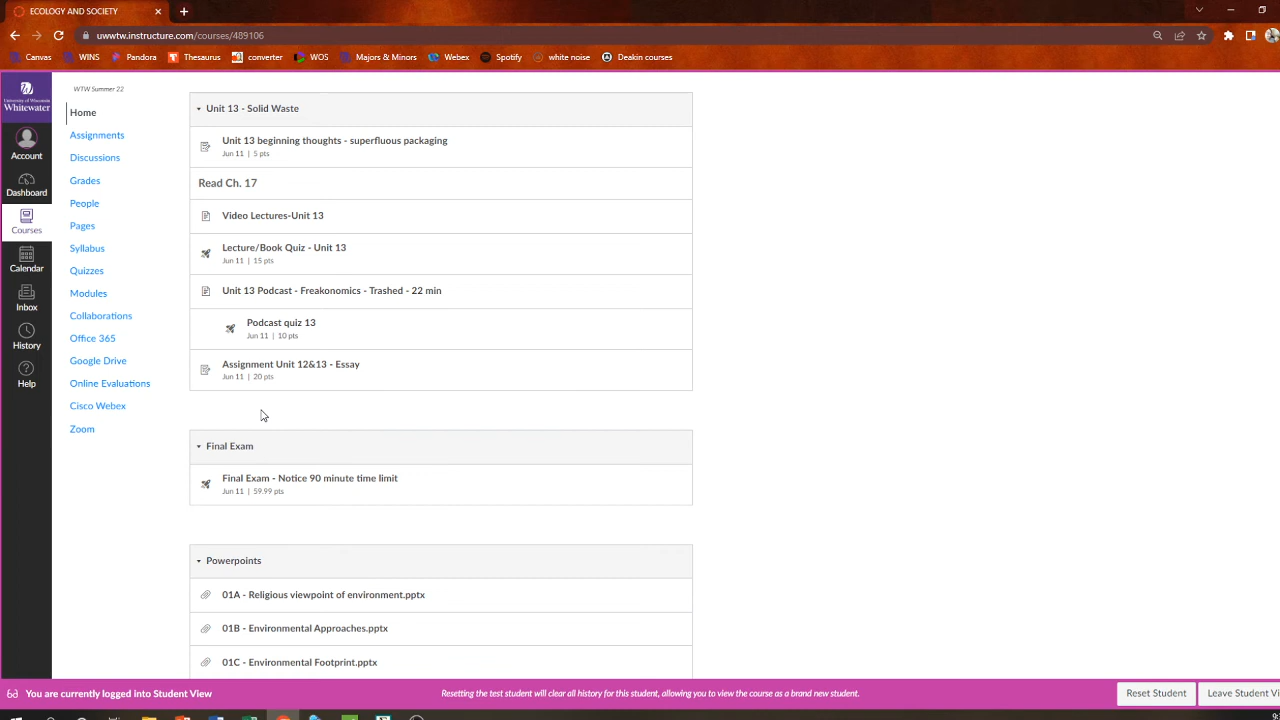 ECOLOGY AND SOCIETY
uwwtw.instructure.com/courses/489106
Canvas WINS Pandora Thesaurus converter WOS Majors & Minors Webex Spotify white noise Deakin courses
University of Wisconsin
Whitewater
Account
Dashboard
Courses
Calendar
Inbox
History
Help
WTW Summer 22
Home
Assignments
Discussions
Grades
People
Pages
Syllabus
Quizzes
Modules
Collaborations
Office 365
Google Drive
Online Evaluations
Cisco Webex
Zoom
Unit 13 - Solid Waste
Unit 13 beginning thoughts - superfluous packaging
Jun 11 | 5 pts
Read Ch. 17
Video Lectures-Unit 13
Lecture/Book Quiz - Unit 13
Jun 11 | 15 pts
Unit 13 Podcast - Freakonomics - Trashed - 22 min
Podcast quiz 13
Jun 11 | 10 pts
Assignment Unit 12&13 - Essay
Jun 11 | 20 pts
Final Exam
Final Exam - Notice 90 minute time limit
Jun 11 | 59.99 pts
Powerpoints
01A - Religious viewpoint of environment.pptx
01B - Environmental Approaches.pptx
01C - Environmental Footprint.pptx
You are currently logged into Student View
Resetting the test student will clear all history for this student, allowing you to view the course as a brand new student.
Reset Student
Leave Student Vi